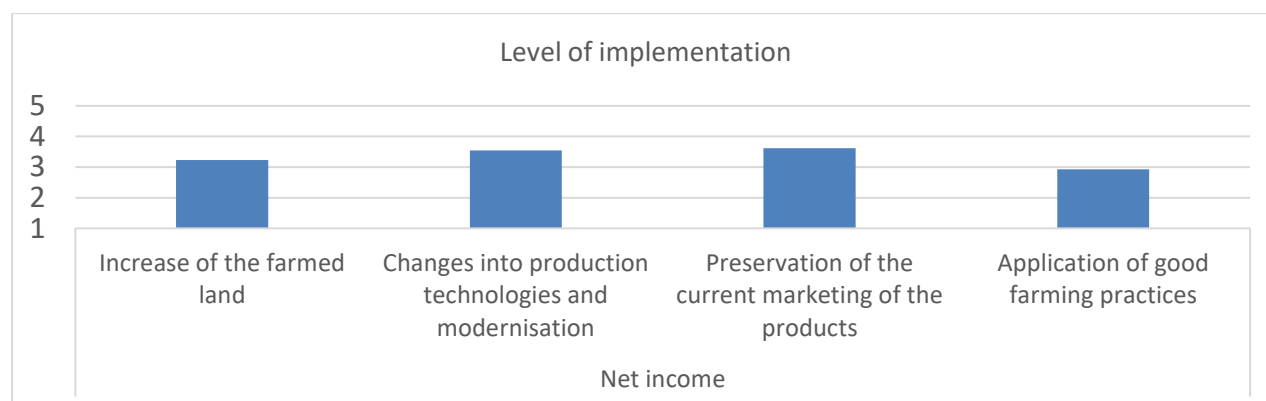 Level of implementation
5
4
3
2
1
Increase of the farmed
land
Changes into production
technologies and
modernisation
Preservation of the
current marketing of the
products
Application of good
farming practices
Net income